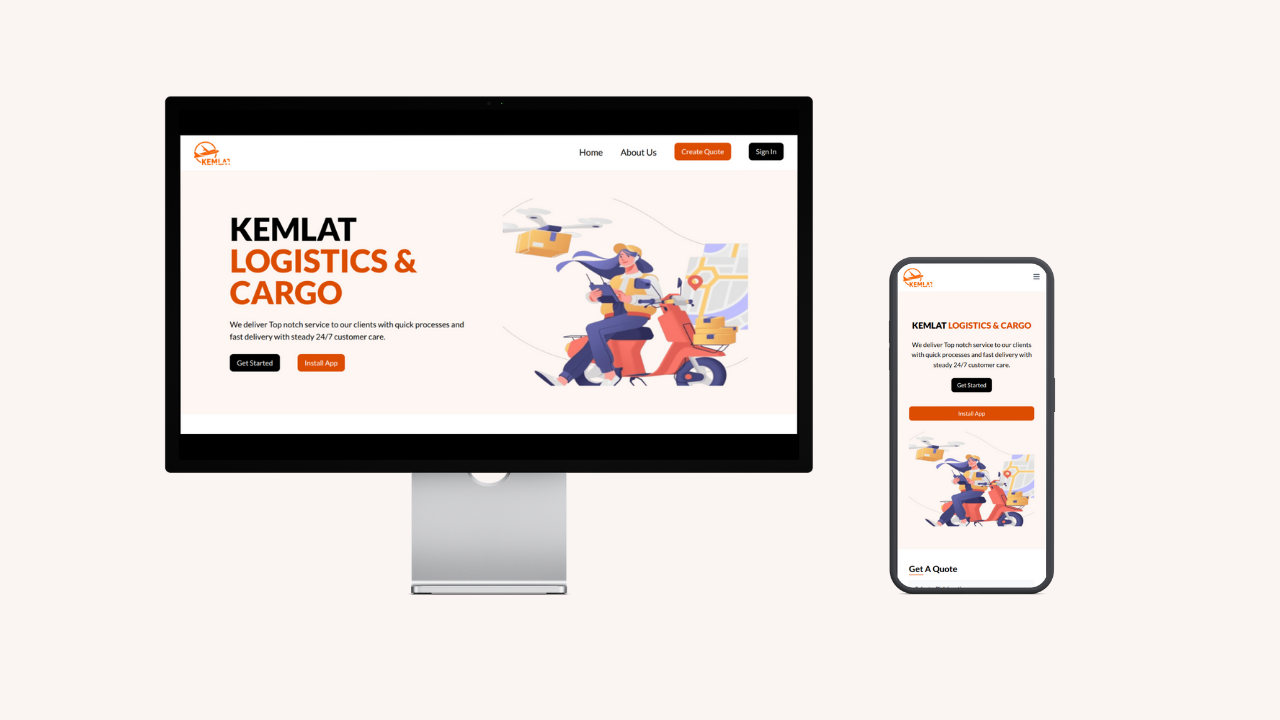 KEMLAT
Home
About Us
Create Quote
Sign In
KEMLAT
LOGISTICS &
CARGO
We deliver Top notch service to our clients with quick processes and
fast delivery with steady 24/7 customer care.
Get Started
Install App
KEMLAT
KEMLAT LOGISTICS & CARGO
We deliver Top notch service to our clients
with quick processes and fast delivery with
steady 24/7 customer care.
Get Started
Install App
Get A Quote